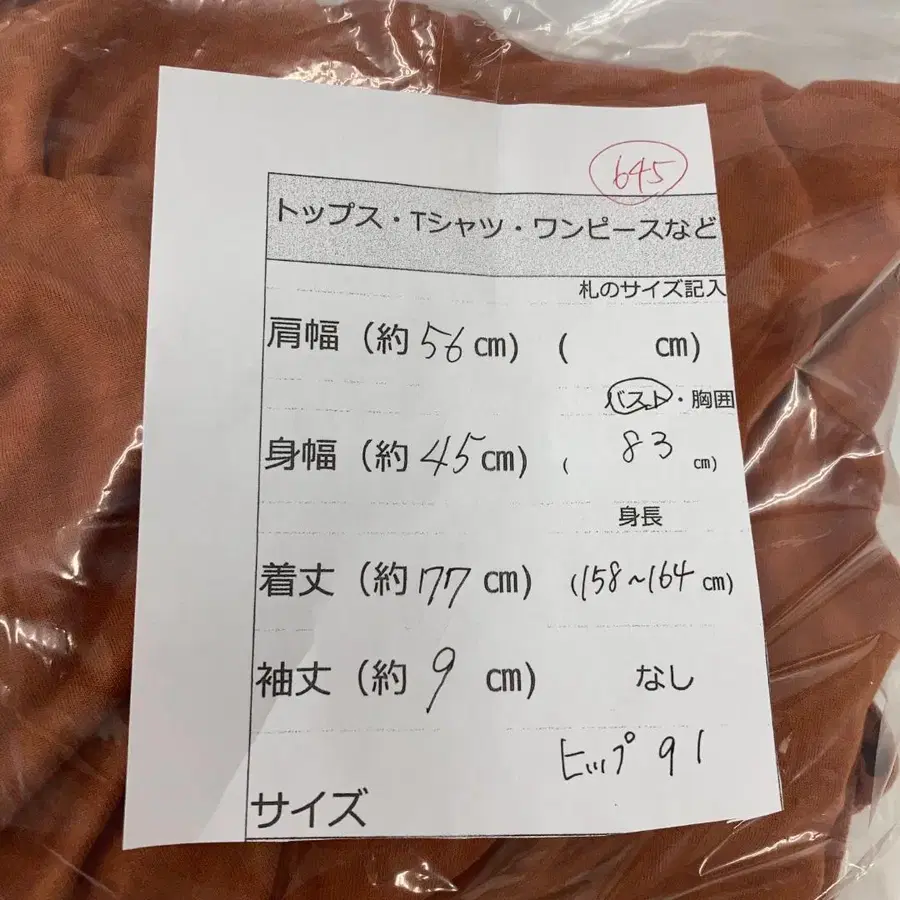 645
トップス・Tシャツ・ワンピースなど
札のサイズ記入
肩幅（約56cm）（ cm）
バスト・胸囲
身幅（約45cm）（ 83 cm）
身長
着丈（約77cm）（158~164cm）
袖丈（約9cm） なし
ヒップ 91
サイズ